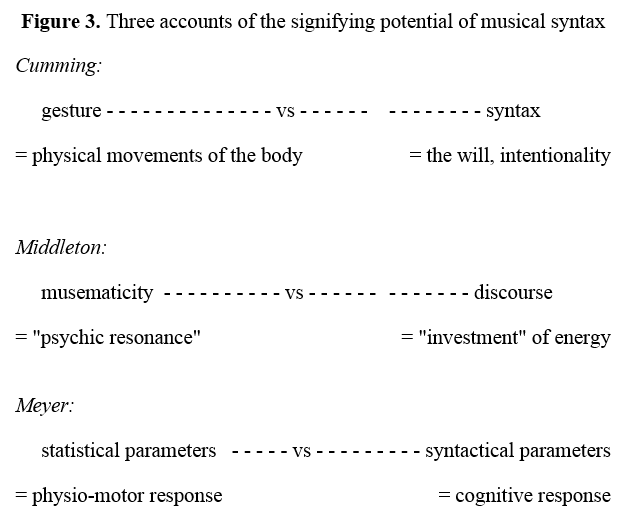 Figure 3. Three accounts of the signifying potential of musical syntax
Cumming:
gesture - - - - - - - - - - - - - - vs - - - - - -   - - - - - - - - syntax
= physical movements of the body = the will, intentionality
Middleton:
musematicity - - - - - - - - - - vs - - - - - -   - - - - - - - discourse
= "psychic resonance" = "investment" of energy
Meyer:
statistical parameters - - - - - vs - - - - - - - - - syntactical parameters
= physio-motor response = cognitive response